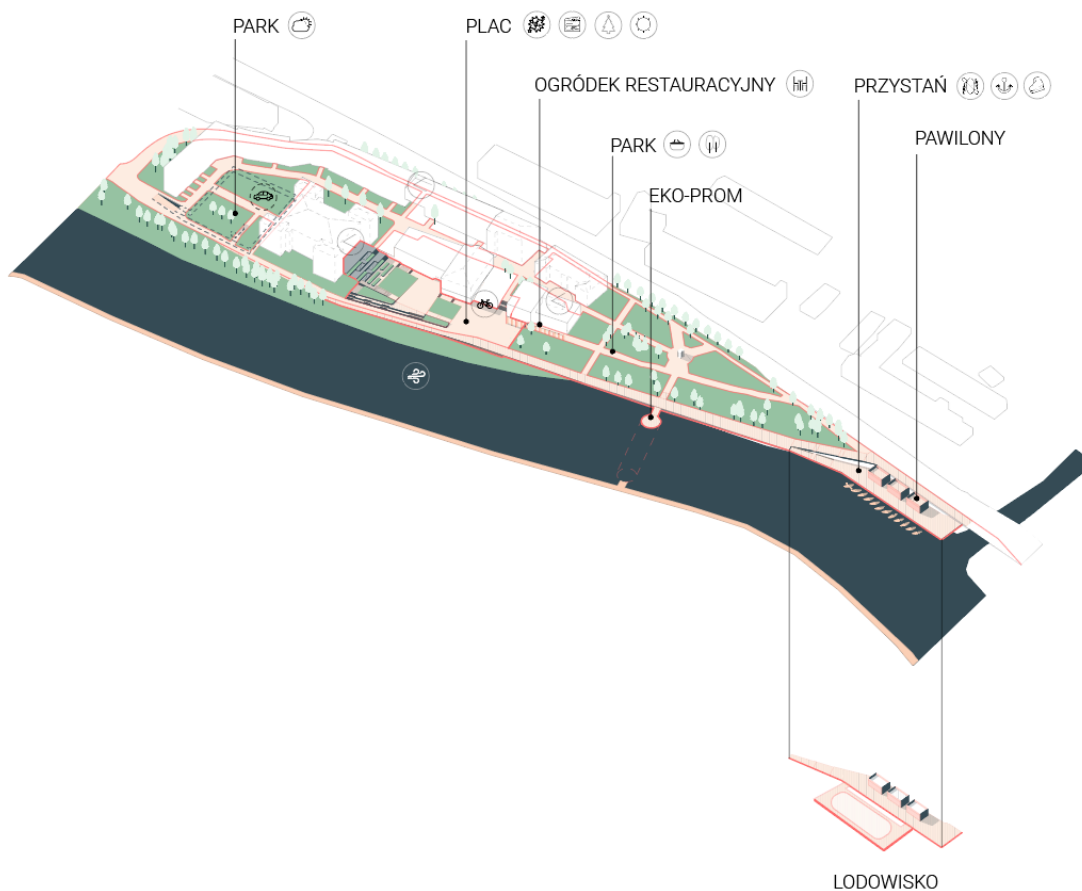 PARK
PLAC
OGRÓDEK RESTAURACYJNY
PRZYSTAŃ
PARK
PAWILONY
EKO-PROM
LODOWISKO